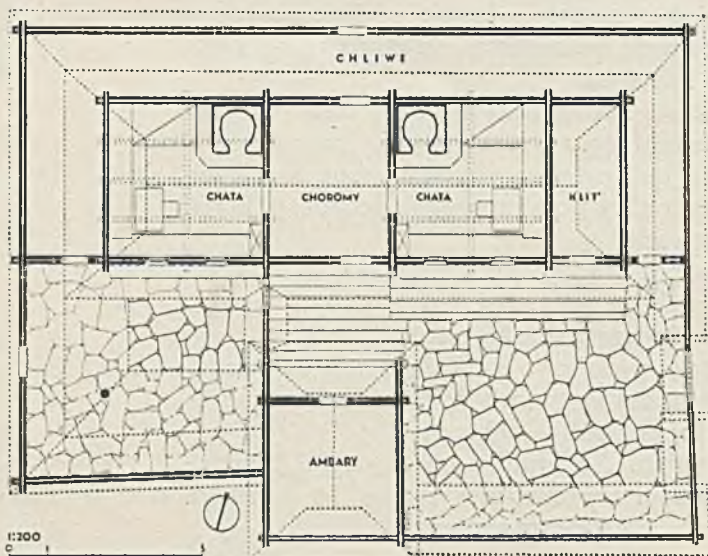 CHLIWE
CHATA
CHOROMY
CHATA
KLIT'
AMBARY
1:200
0 1 5